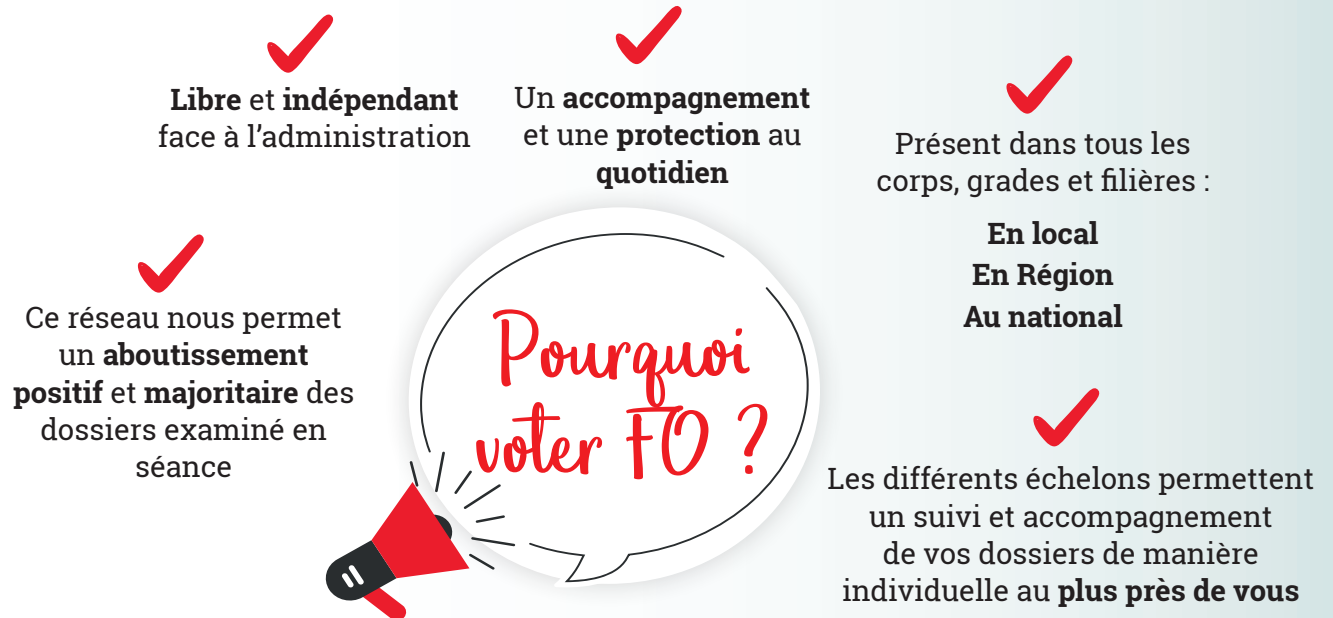 Libre et indépendant
face à l’administration
Un accompagnement
et une protection au
quotidien
Présent dans tous les
corps, grades et filières :
En local
En Région
Au national
Ce réseau nous permet
un aboutissement
positif et majoritaire des
dossiers examiné en
séance
Pourquoi
voter FO ?
Les différents échelons permettent
un suivi et accompagnement
de vos dossiers de manière
individuelle au plus près de vous